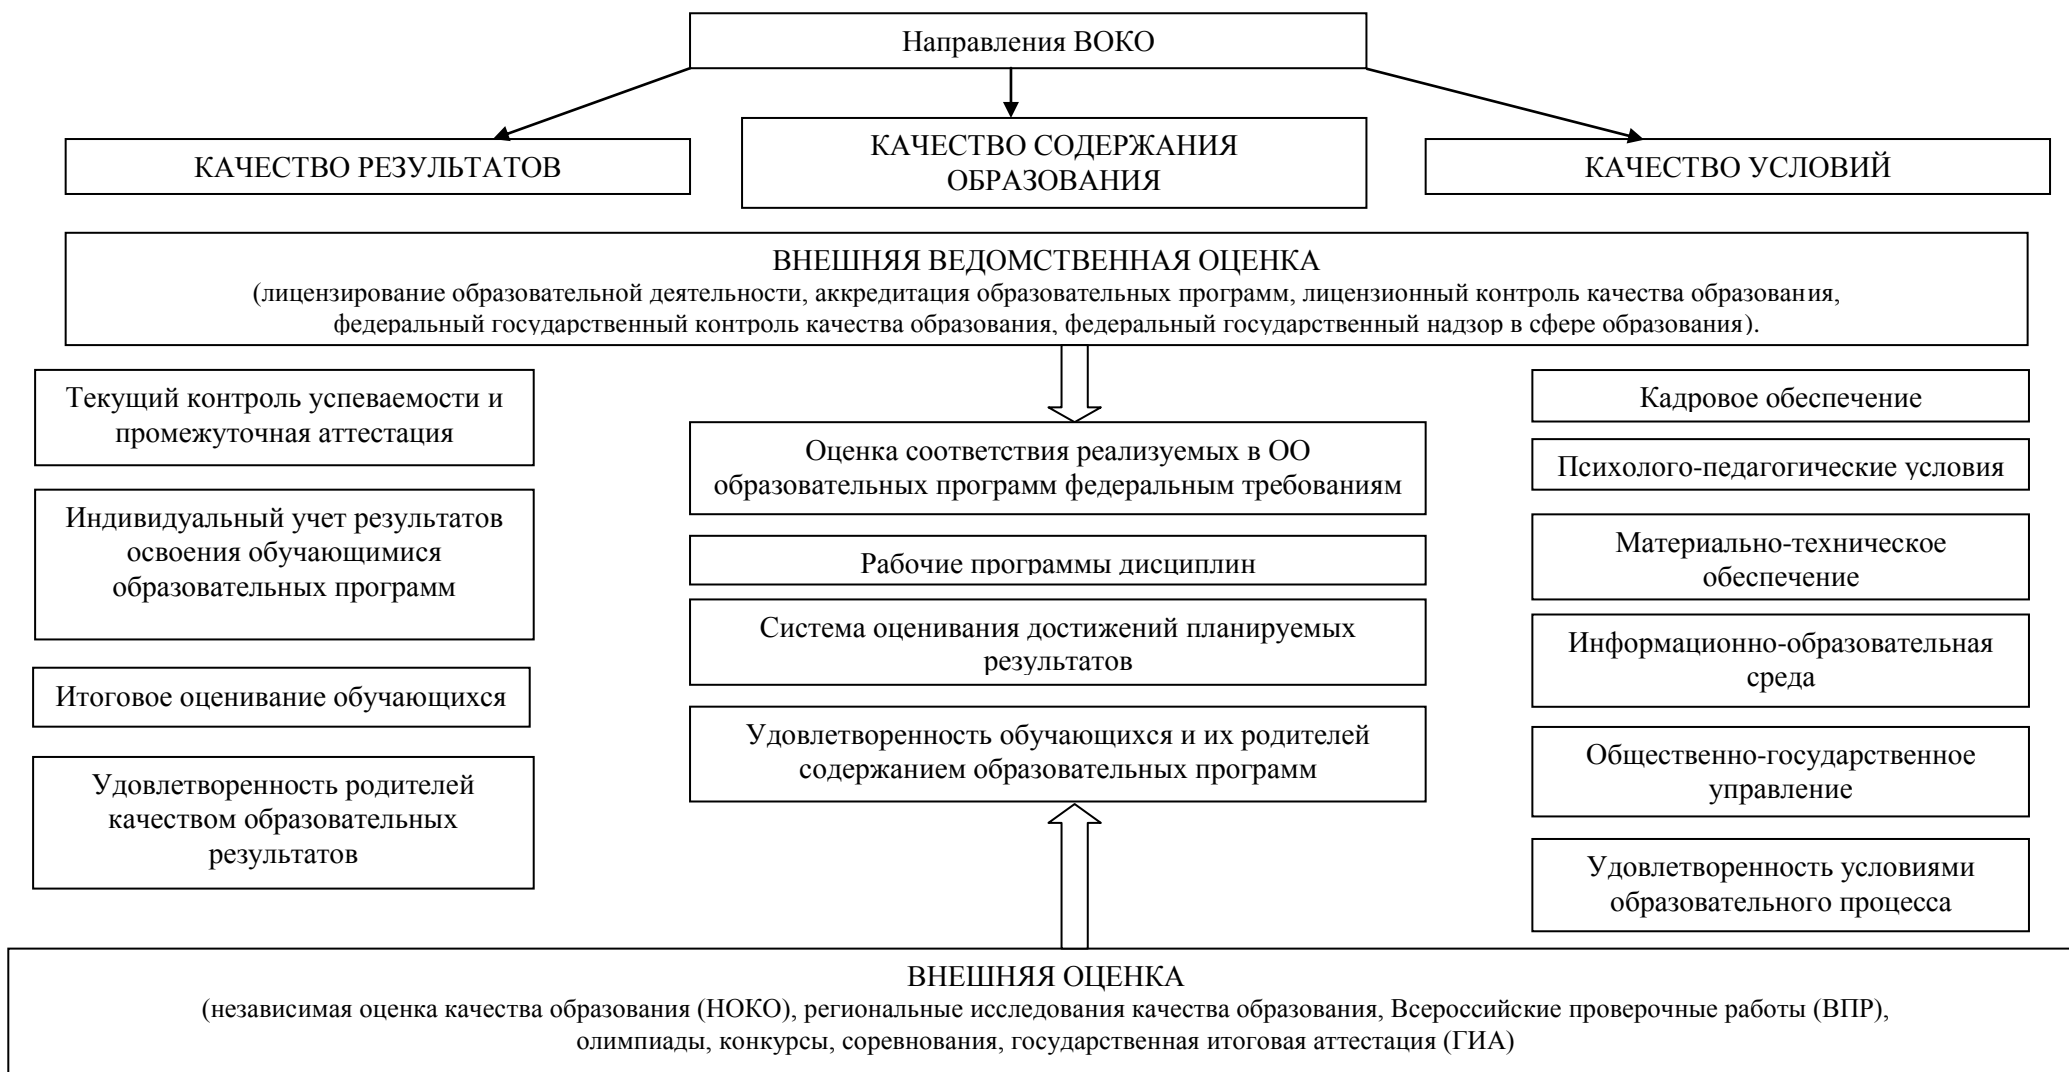 Направления ВОКО
КАЧЕСТВО РЕЗУЛЬТАТОВ
КАЧЕСТВО СОДЕРЖАНИЯ
ОБРАЗОВАНИЯ
КАЧЕСТВО УСЛОВИЙ
ВНЕШНЯЯ ВЕДОМСТВЕННАЯ ОЦЕНКА
(лицензирование образовательной деятельности, аккредитация образовательных программ, лицензионный контроль качества образования,
федеральный государственный контроль качества образования, федеральный государственный надзор в сфере образования).
Текущий контроль успеваемости и
промежуточная аттестация
Индивидуальный учет результатов
освоения обучающимися
образовательных программ
Итоговое оценивание обучающихся
Удовлетворенность родителей
качеством образовательных
результатов
Оценка соответствия реализуемых в ОО
образовательных программ федеральным требованиям
Рабочие программы дисциплин
Система оценивания достижений планируемых
результатов
Удовлетворенность обучающихся и их родителей
содержанием образовательных программ
Кадровое обеспечение
Психолого-педагогические условия
Материально-техническое
обеспечение
Информационно-образовательная
среда
Общественно-государственное
управление
Удовлетворенность условиями
образовательного процесса
ВНЕШНЯЯ ОЦЕНКА
(независимая оценка качества образования (НОКО), региональные исследования качества образования, Всероссийские проверочные работы (ВПР),
олимпиады, конкурсы, соревнования, государственная итоговая аттестация (ГИА)